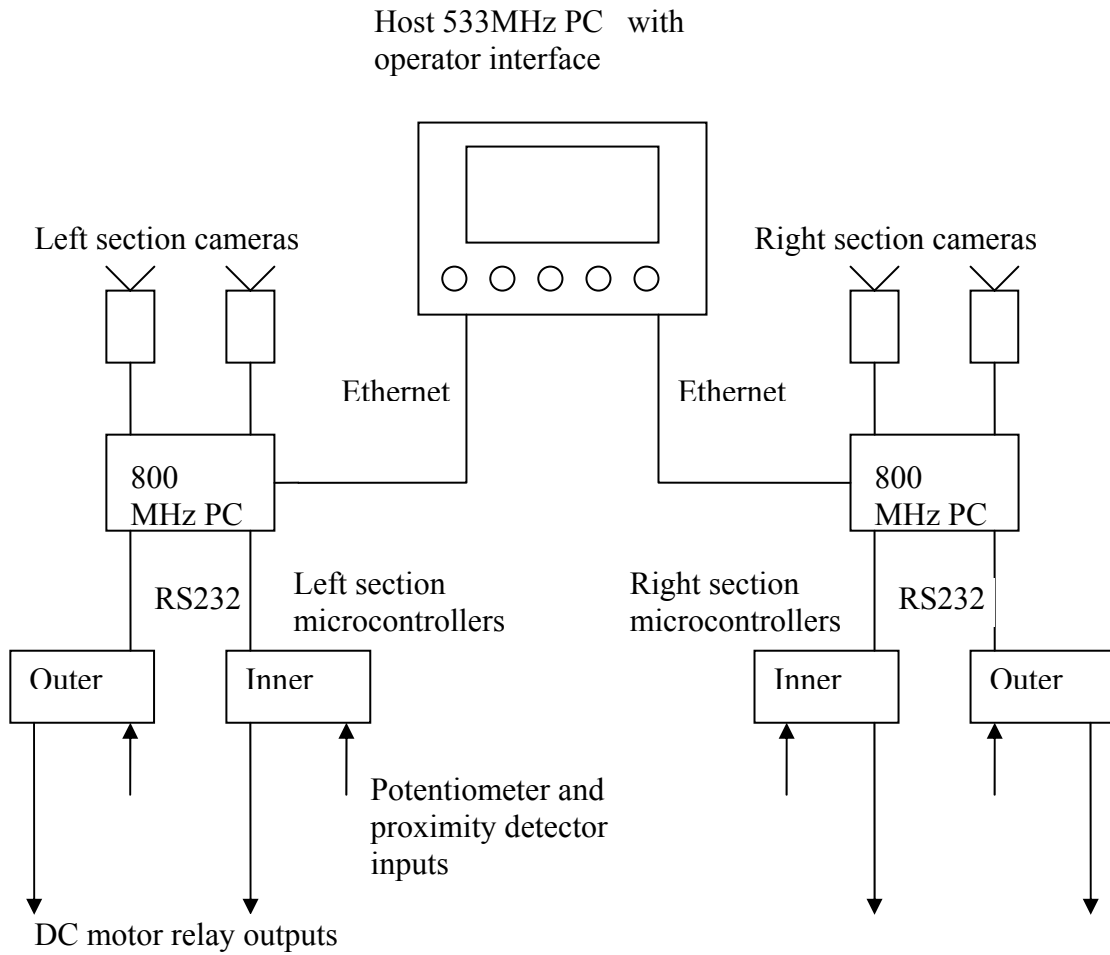 Host 533MHz PC with
operator interface
Left section cameras
Right section cameras
Ethernet
Ethernet
800
MHz PC
800
MHz PC
RS232
Left section
microcontrollers
Right section
microcontrollers
RS232
Outer
Inner
Inner
Outer
Potentiometer and
proximity detector
inputs
DC motor relay outputs